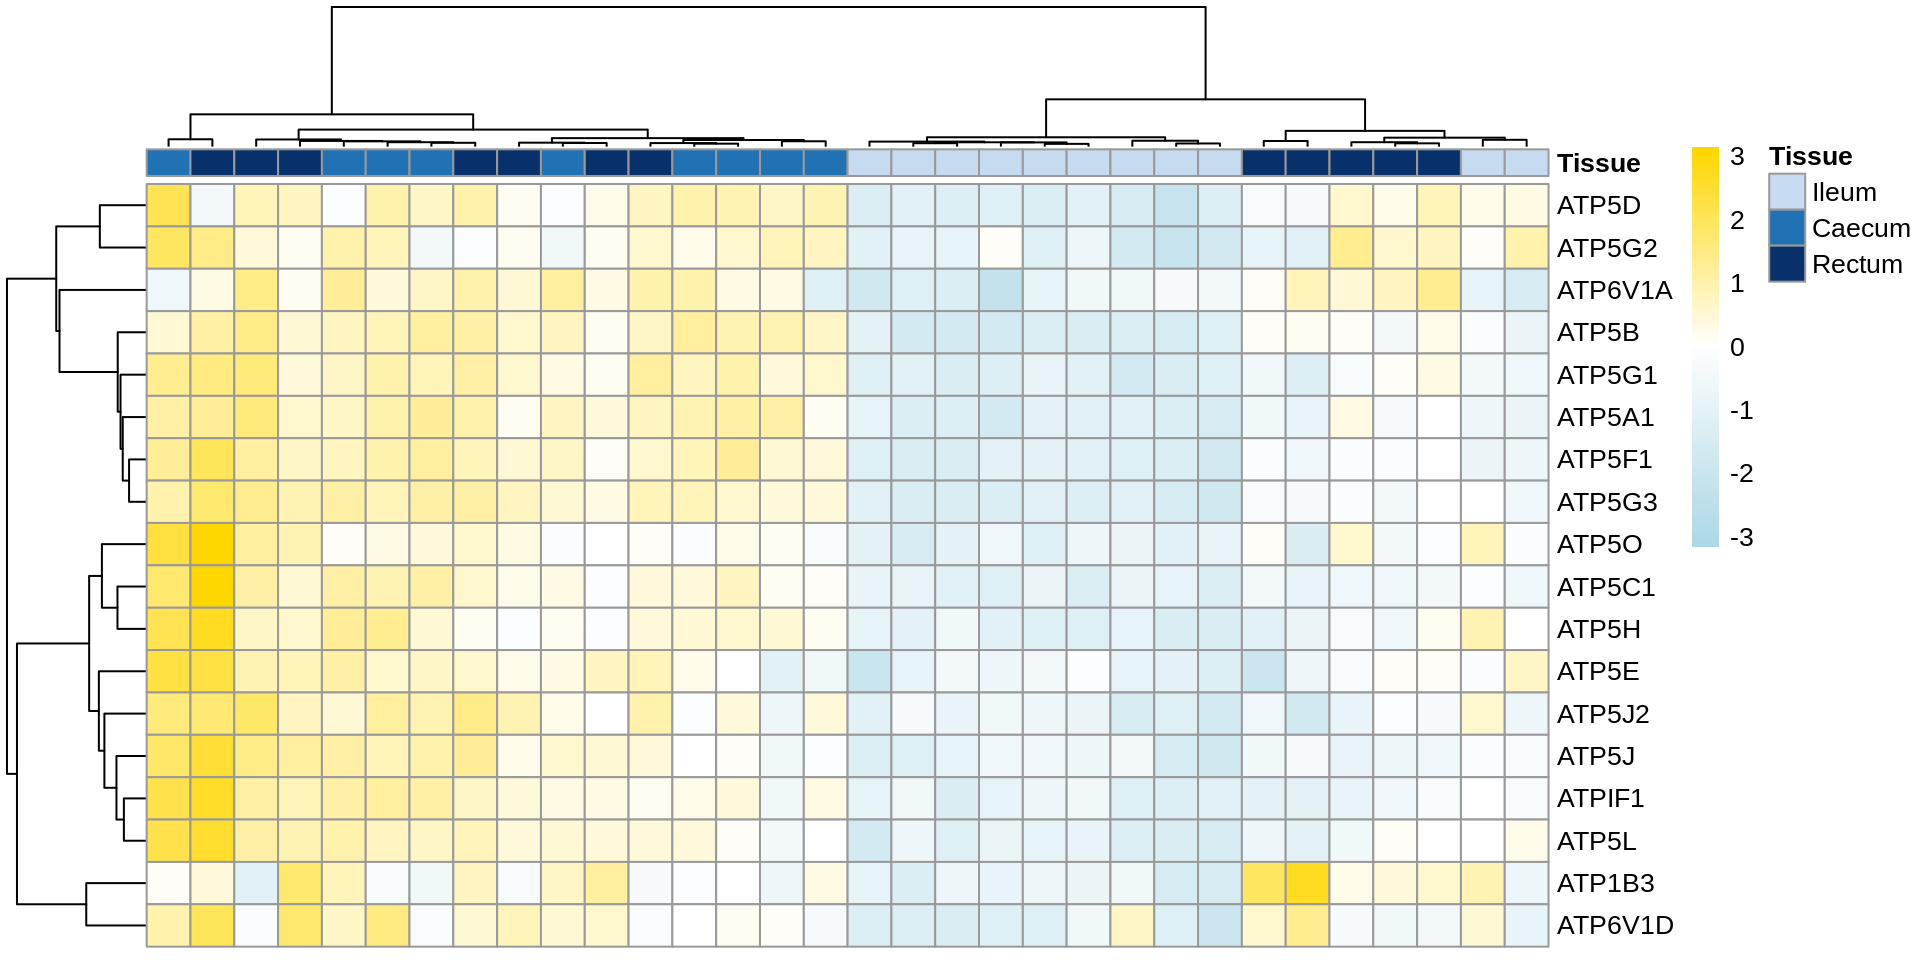 Tissue
ATP5D
ATP5G2
ATP6V1A
ATP5B
ATP5G1
ATP5A1
ATP5F1
ATP5G3
ATP5O
ATP5C1
ATP5H
ATP5E
ATP5J2
ATP5J
ATPIF1
ATP5L
ATP1B3
ATP6V1D
3
2
1
0
-1
-2
-3
Tissue
Ileum
Caecum
Rectum